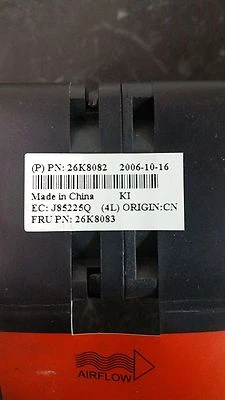 (P) PN: 26K8082 2006-10-16
Made in China KI
EC: J85225Q (4L) ORIGIN:CN
FRU PN: 26K8083
AIRFLOW